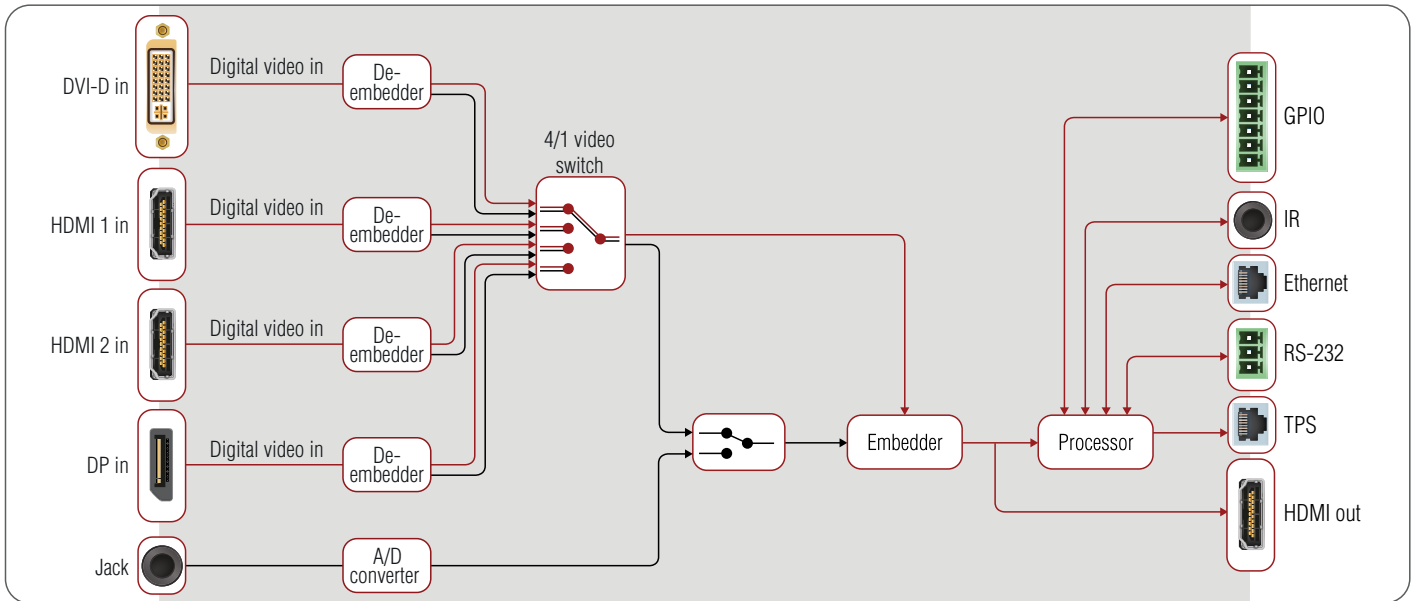 DVI-D in
Digital video in
De-
embedder
4/1 video
switch
HDMI 1 in
Digital video in
De-
embedder
HDMI 2 in
Digital video in
De-
embedder
DP in
Digital video in
De-
embedder
Jack
A/D
converter
Embedder
Processor
GPIO
IR
Ethernet
RS-232
TPS
HDMI out